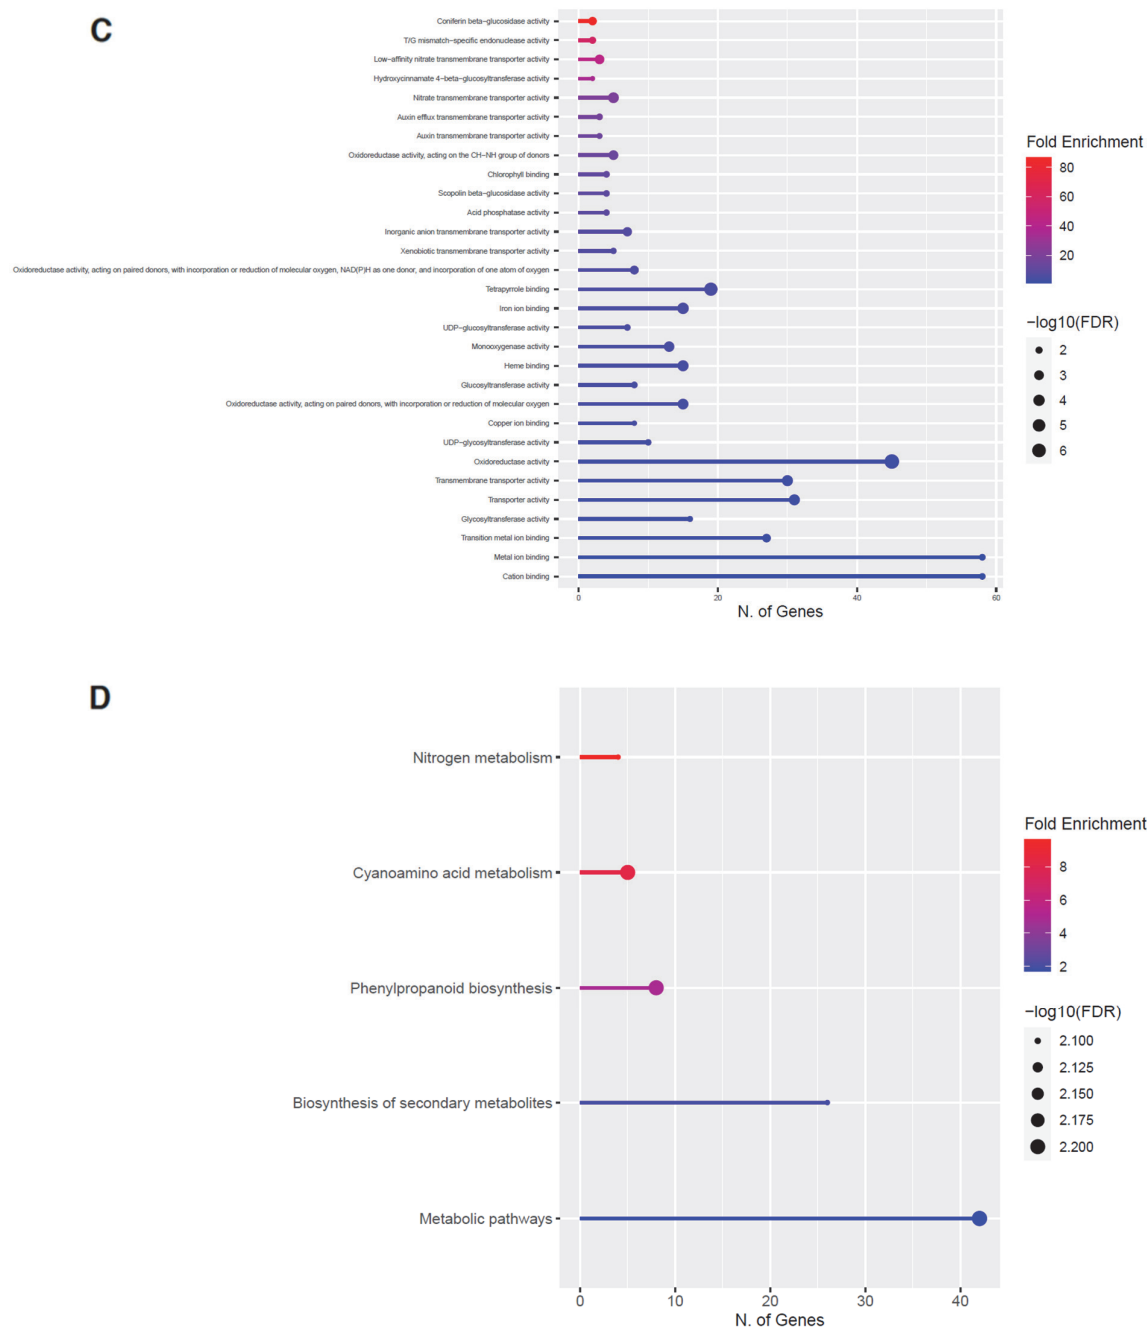 C
Coniferin beta−glucosidase activity
T/G mismatch−specific endonuclease activity
Low−affinity nitrate transmembrane transporter activity
Hydroxycinnamate 4−beta−glucosyltransferase activity
Nitrate transmembrane transporter activity
Auxin efflux transmembrane transporter activity
Auxin transmembrane transporter activity
Oxidoreductase activity, acting on the CH−NH group of donors
Chlorophyll binding
Scopolin beta−glucosidase activity
Acid phosphatase activity
Inorganic anion transmembrane transporter activity
Xenobiotic transmembrane transporter activity
Oxidoreductase activity, acting on paired donors, with incorporation or reduction of molecular oxygen, NAD(P)H as one donor, and incorporation of one atom of oxygen
Tetrapyrrole binding
Iron ion binding
UDP−glucosyltransferase activity
Monooxygenase activity
Heme binding
Glucosyltransferase activity
Oxidoreductase activity, acting on paired donors, with incorporation or reduction of molecular oxygen
Copper ion binding
UDP−glycosyltransferase activity
Oxidoreductase activity
Transmembrane transporter activity
Transporter activity
Glycosyltransferase activity
Transition metal ion binding
Metal ion binding
Cation binding
0 20 40 60
N. of Genes
Fold Enrichment
80
60
40
20
−log10(FDR)
2
3
4
5
6
D
Nitrogen metabolism
Cyanoamino acid metabolism
Phenylpropanoid biosynthesis
Biosynthesis of secondary metabolites
Metabolic pathways
0 10 20 30 40
N. of Genes
Fold Enrichment
8
6
4
2
−log10(FDR)
2.100
2.125
2.150
2.175
2.200